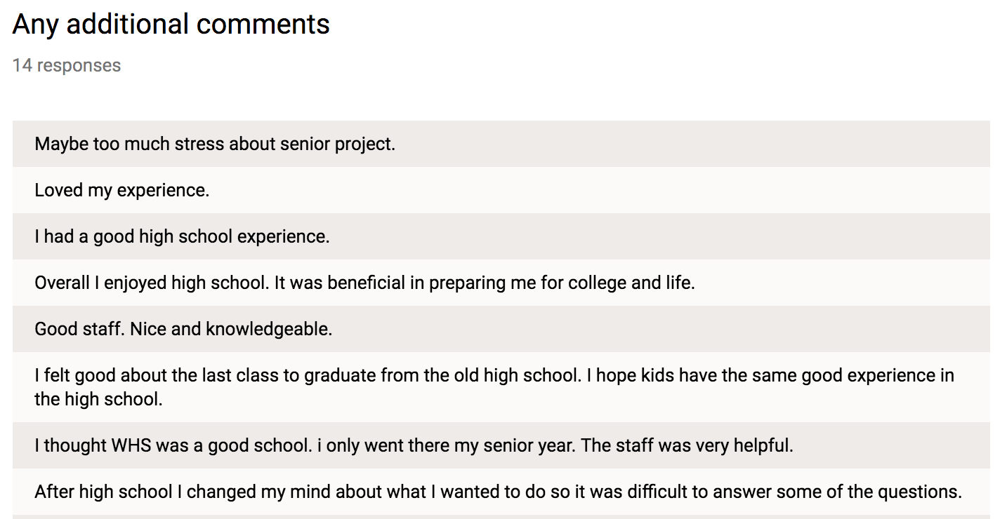 Any additional comments
14 responses
Maybe too much stress about senior project.
Loved my experience.
I had a good high school experience.
Overall I enjoyed high school. It was beneficial in preparing me for college and life.
Good staff. Nice and knowledgeable.
I felt good about the last class to graduate from the old high school. I hope kids have the same good experience in
the high school.
I thought WHS was a good school. i only went there my senior year. The staff was very helpful.
After high school I changed my mind about what I wanted to do so it was difficult to answer some of the questions.